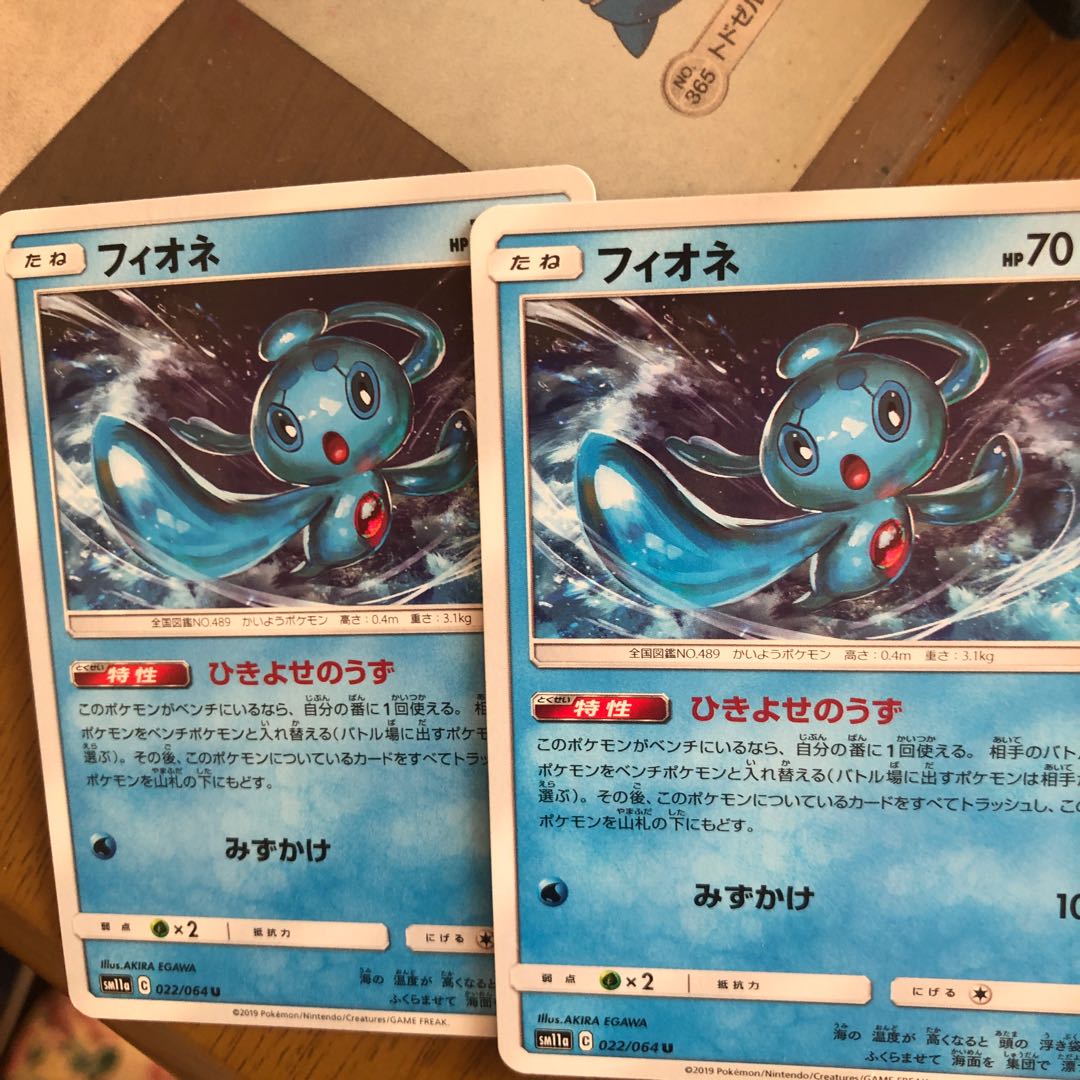 NO. 365 トドゼル
たね フィオネ HP
全国図鑑NO.489 かいようポケモン 高さ:0.4m 重さ:3.1kg
特性 ひきよせのうず
このポケモンがベンチにいるなら、自分の番に1回使える。相
ポケモンをベンチポケモンと入れ替える(バトル場に出すポケモ
選ぶ)。その後、このポケモンについているカードをすべてトラッ
ポケモンを山札の下にもどす。
みずかけ
弱点 ×2 抵抗力 にげる
Illus.AKIRA EGAWA
sm11a C 022/064 U
海の温度が高くなると
ふくらませて 海面
©2019 Pokémon/Nintendo/Creatures/GAME FREAK.
たね フィオネ HP70
全国図鑑NO.489 かいようポケモン 高さ:0.4m 重さ:3.1kg
特性 ひきよせのうず
このポケモンがベンチにいるなら、自分の番に1回使える。相手のバト
ポケモンをベンチポケモンと入れ替える(バトル場に出すポケモンは相手
選ぶ)。その後、このポケモンについているカードをすべてトラッシュし、こ
ポケモンを山札の下にもどす。
みずかけ 10
弱点 ×2 抵抗力 にげる
Illus.AKIRA EGAWA
sm11a C 022/064 U
海の 温度が 高くなると 頭の 浮き袋
ふくらませて 海面を 集団で 漂
©2019 Pokémon/Nintendo/Creatures/GAME FREAK